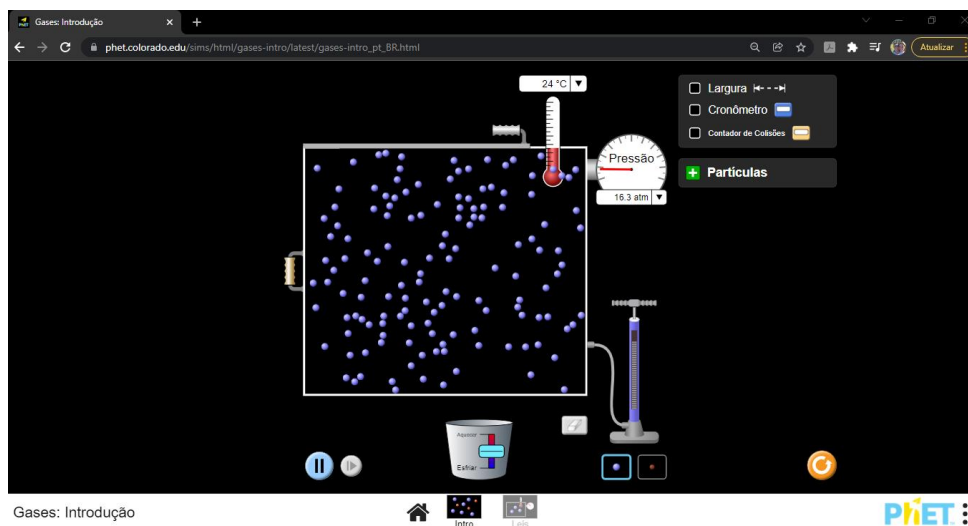 Gases: Introdução
phet.colorado.edu/sims/html/gases-intro/latest/gases-intro_pt_BR.html
Atualizar
24 °C
Largura
Cronômetro
Contador de Colisões
Pressão
Partículas
16.3 atm
Aquecer
Esfriar
Gases: Introdução
Intro
Leis
PhET